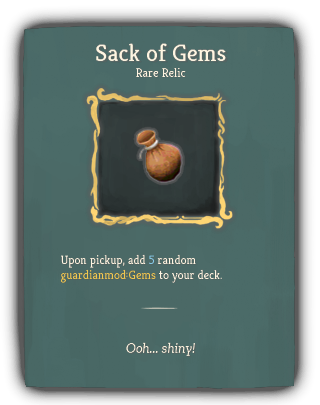 Sack of Gems
Rare Relic
Upon pickup, add 5 random
guardianmod:Gems to your deck.
Ooh... shiny!